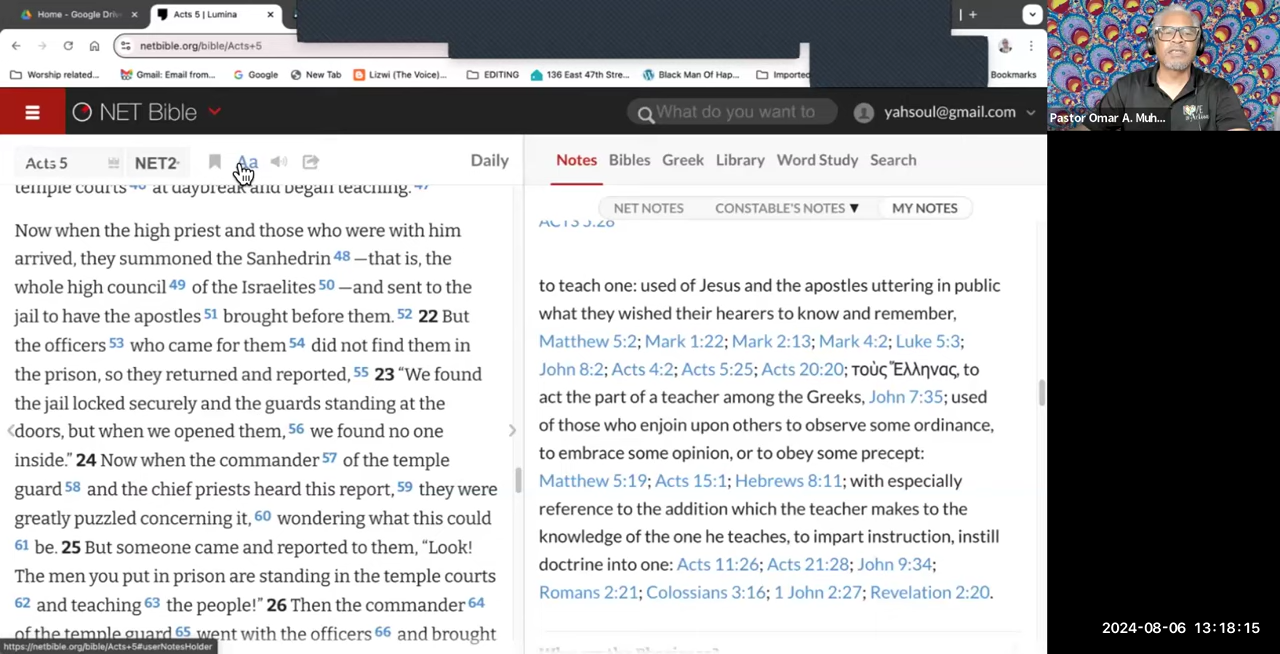 Home - Google Driv
Acts 5 | Lumina
netbible.org/bible/Acts+5
Worship related...
Gmail: Email from...
Google
New Tab
Lizwi (The Voice)...
EDITING
136 East 47th Stre...
Black Man Of Hap...
Imported
Bookmarks
NET Bible
What do you want to
yahsoul@gmail.com
Acts 5
NET2
Aa
Daily
temple courts 46 at daybreak and began teaching. 47
Now when the high priest and those who were with him
arrived, they summoned the Sanhedrin 48 —that is, the
whole high council 49 of the Israelites 50 —and sent to the
jail to have the apostles 51 brought before them. 52 22 But
the officers 53 who came for them 54 did not find them in
the prison, so they returned and reported, 55 23 “We found
the jail locked securely and the guards standing at the
doors, but when we opened them, 56 we found no one
inside.” 24 Now when the commander 57 of the temple
guard 58 and the chief priests heard this report, 59 they were
greatly puzzled concerning it, 60 wondering what this could
61 be. 25 But someone came and reported to them, “Look!
The men you put in prison are standing in the temple courts
62 and teaching 63 the people!” 26 Then the commander 64
of the temple guard 65 went with the officers 66 and brought
https://netbible.org/bible/Acts+5#userNotesHolder
Notes
Bibles
Greek
Library
Word Study
Search
NET NOTES
CONSTABLE'S NOTES ▼
MY NOTES
ACTS 5:28
to teach one: used of Jesus and the apostles uttering in public
what they wished their hearers to know and remember,
Matthew 5:2; Mark 1:22; Mark 2:13; Mark 4:2; Luke 5:3;
John 8:2; Acts 4:2; Acts 5:25; Acts 20:20; τοὺς Ἕλληνας, to
act the part of a teacher among the Greeks, John 7:35; used
of those who enjoin upon others to observe some ordinance,
to embrace some opinion, or to obey some precept:
Matthew 5:19; Acts 15:1; Hebrews 8:11; with especially
reference to the addition which the teacher makes to the
knowledge of the one he teaches, to impart instruction, instill
doctrine into one: Acts 11:26; Acts 21:28; John 9:34;
Romans 2:21; Colossians 3:16; 1 John 2:27; Revelation 2:20.
Pastor Omar A. Muh...
2024-08-06 13:18:15